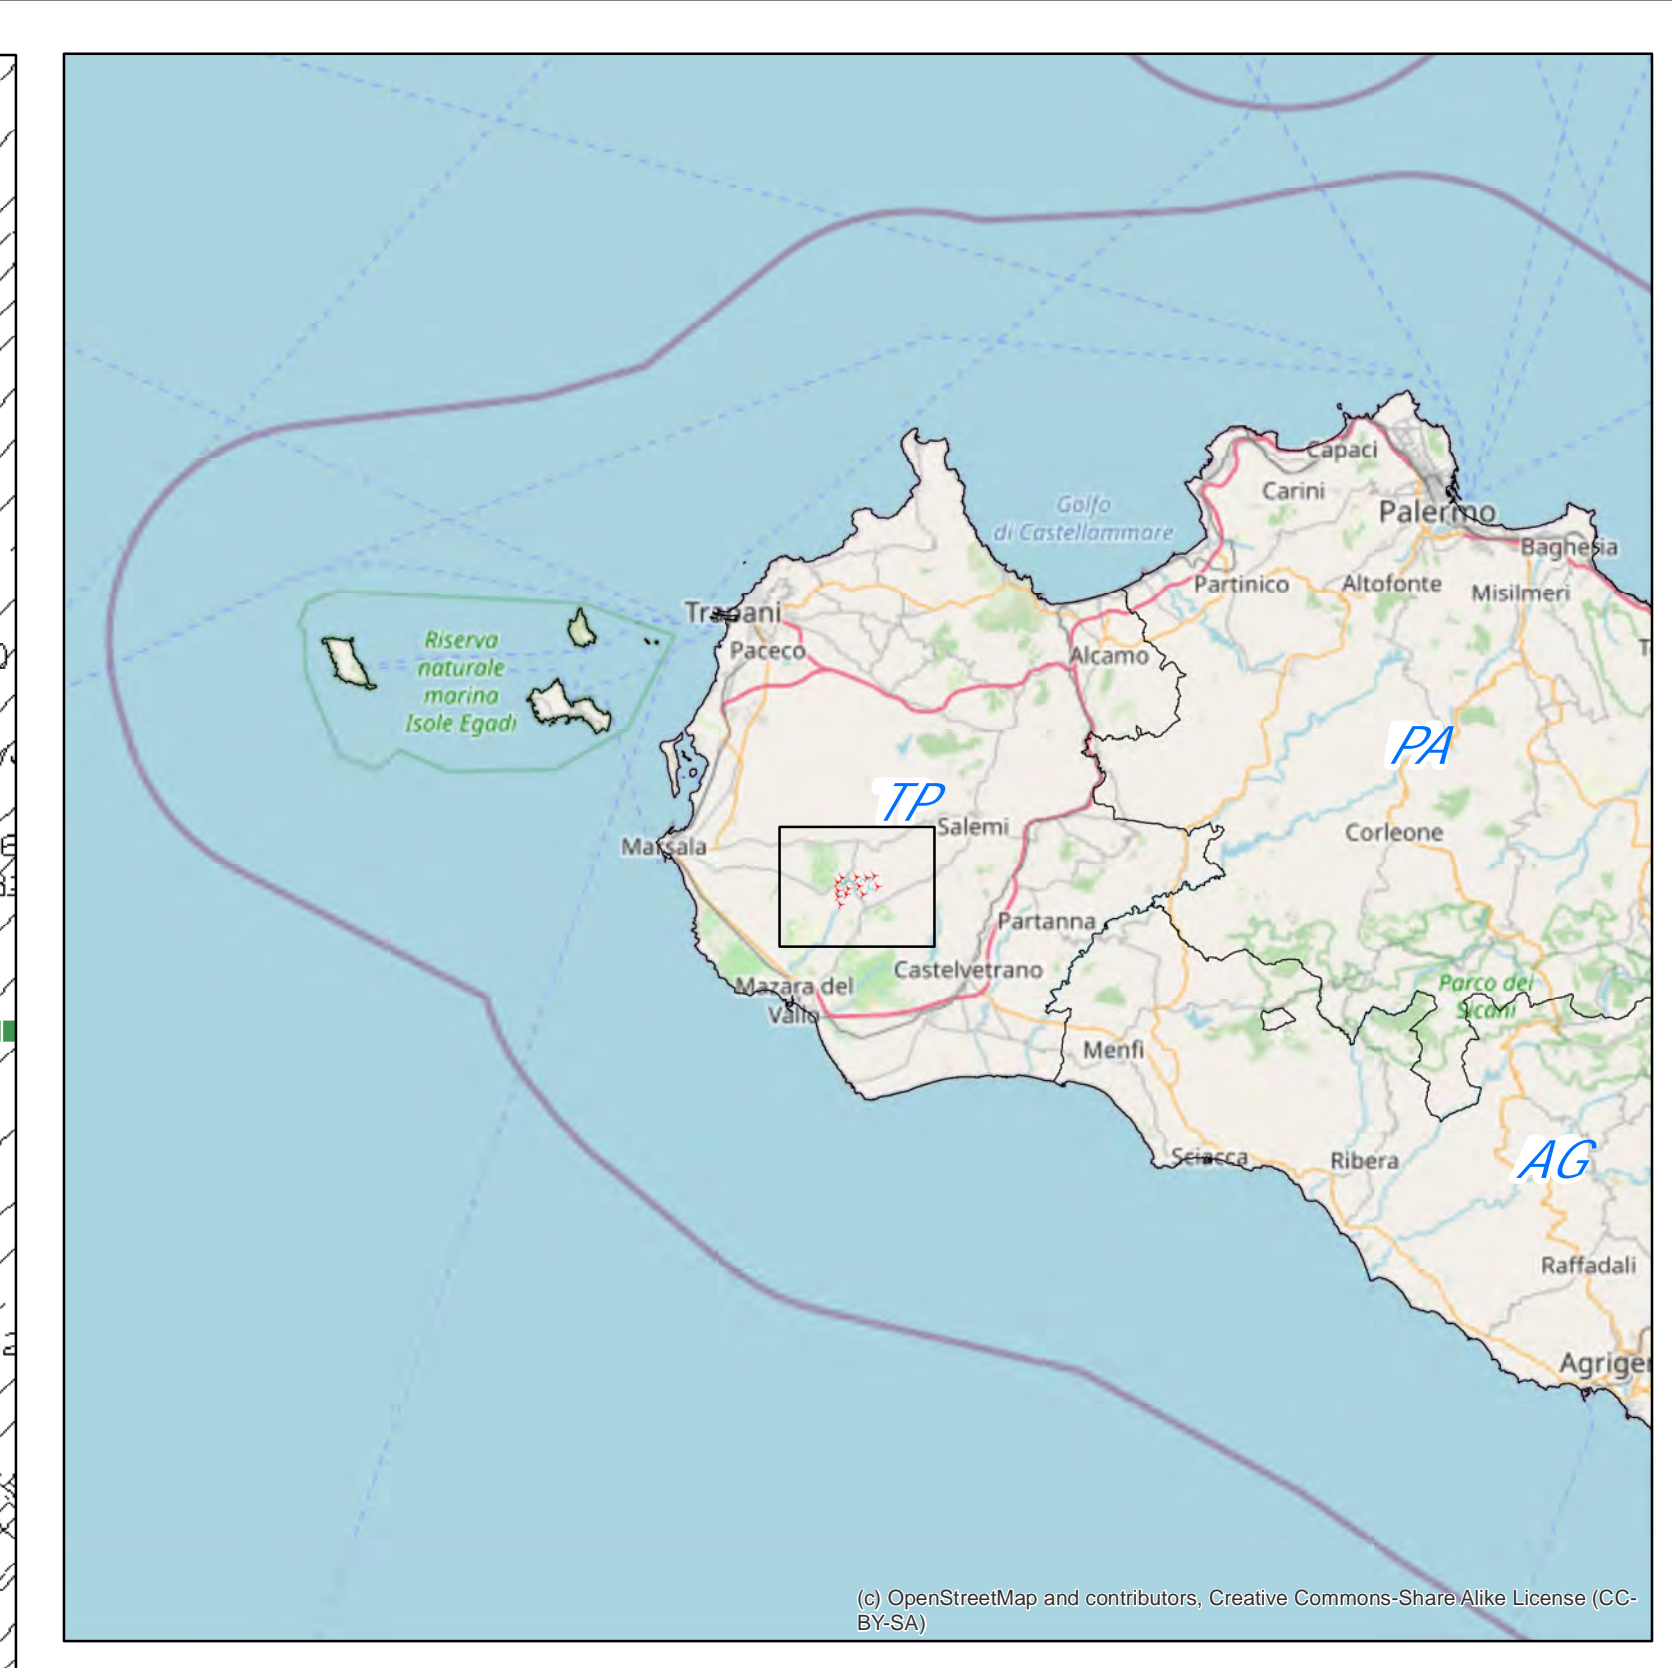 Capaci
Carini
Golfo
di Castellammare
Palermo
Bagheria
Partinico
Altofonte
Misilmeri
Trapani
Riserva
naturale
marina
Isole Egadi
Paceco
Alcamo
PA
TP
Salemi
Corleone
Marsala
Partanna
Castelvetrano
Mazara del
Vallo
Parco dei
Sicani
Menfi
Sciacca
Ribera
AG
Raffadali
Agriger
(c) OpenStreetMap and contributors, Creative Commons-Share Alike License (CC-
BY-SA)